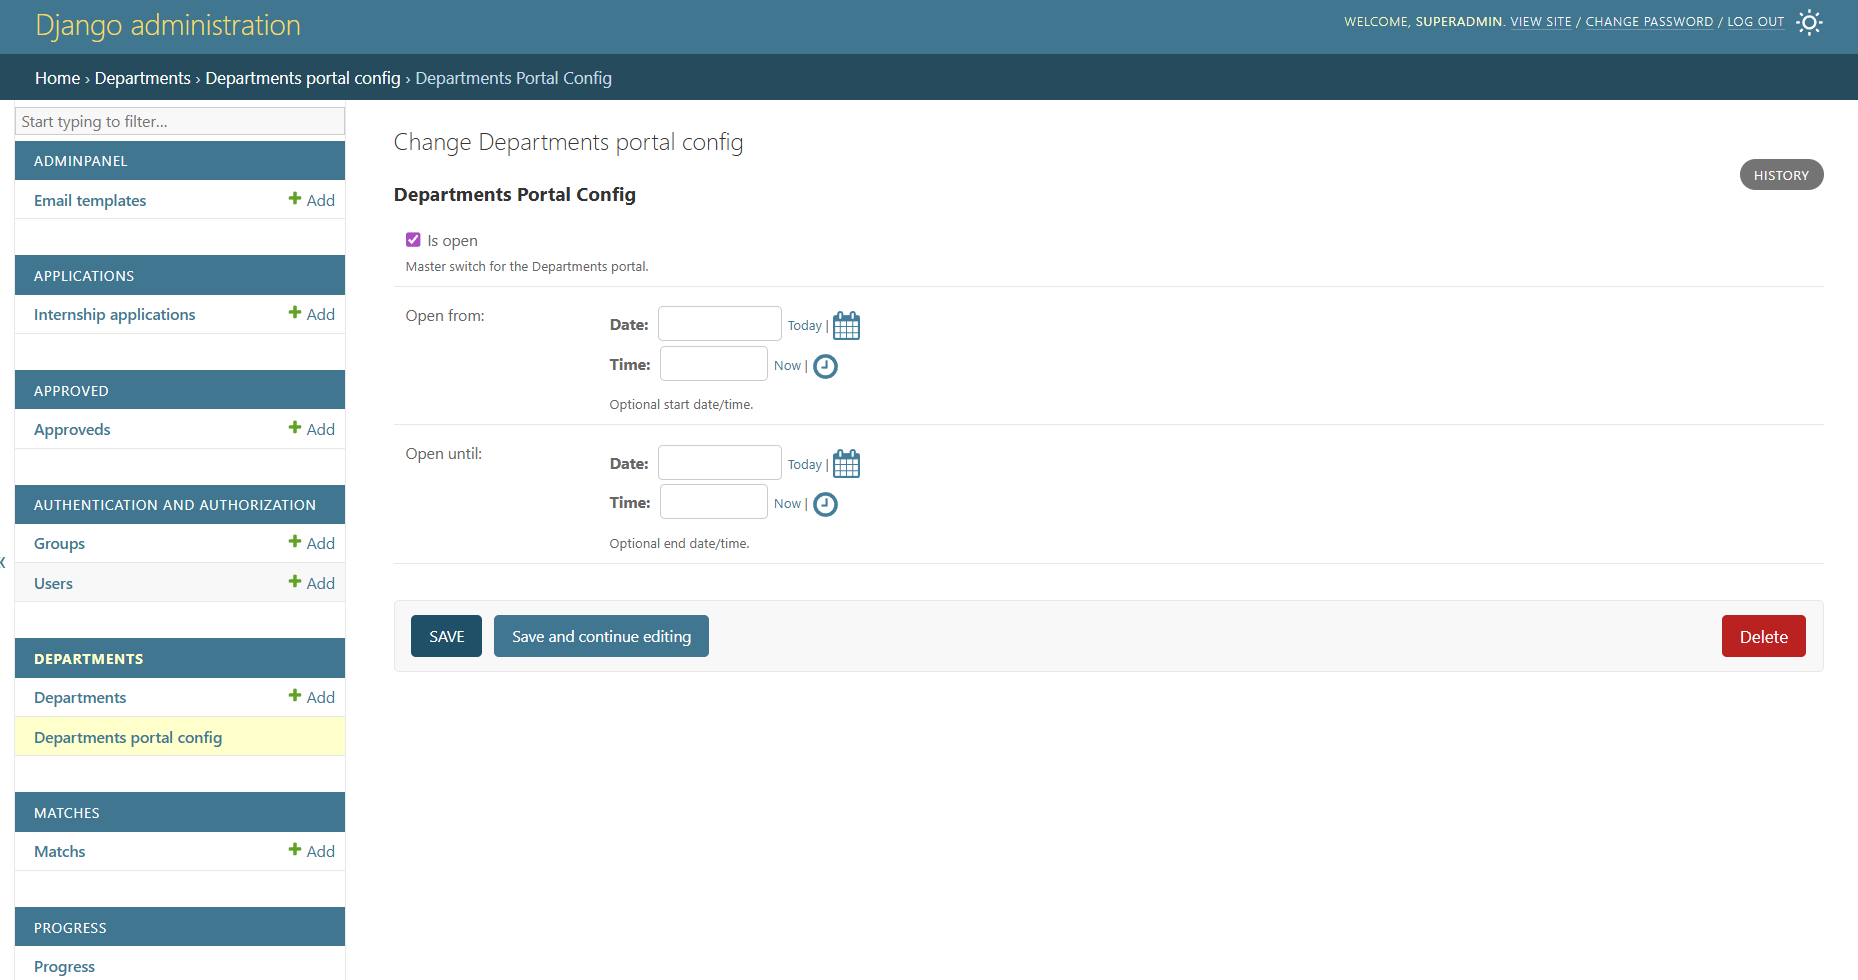 Django administration
WELCOME, SUPERADMIN. VIEW SITE / CHANGE PASSWORD / LOG OUT
Home › Departments › Departments portal config › Departments Portal Config
Start typing to filter...
ADMINPANEL
Email templates Add
APPLICATIONS
Internship applications Add
APPROVED
Approveds Add
AUTHENTICATION AND AUTHORIZATION
Groups Add
Users Add
DEPARTMENTS
Departments Add
Departments portal config
MATCHES
Matchs Add
PROGRESS
Progress
Change Departments portal config
HISTORY
Departments Portal Config
Is open
Master switch for the Departments portal.
Open from:
Date: Today |
Time: Now |
Optional start date/time.
Open until:
Date: Today |
Time: Now |
Optional end date/time.
SAVE Save and continue editing Delete